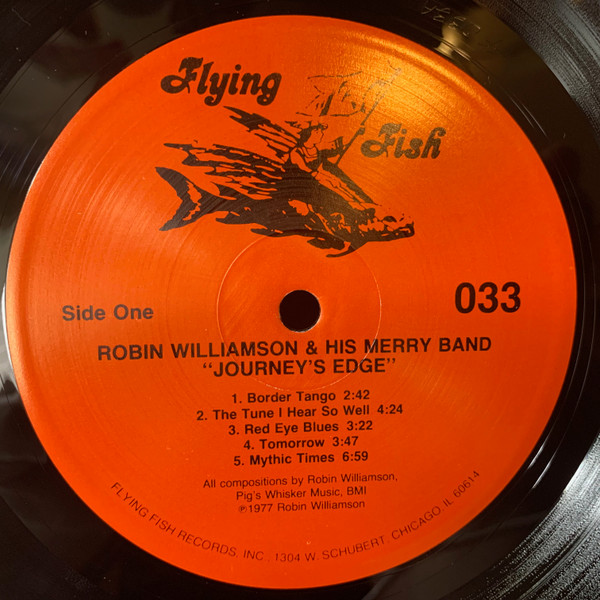 Flying
Fish
Side One
033
ROBIN WILLIAMSON & HIS MERRY BAND
"JOURNEY'S EDGE"
1. Border Tango 2:42
2. The Tune I Hear So Well 4:24
3. Red Eye Blues 3:22
4. Tomorrow 3:47
5. Mythic Times 6:59
All compositions by Robin Williamson,
Pig's Whisker Music, BMI
℗1977 Robin Williamson
FLYING FISH RECORDS, INC., 1304 W. SCHUBERT, CHICAGO, IL 60614